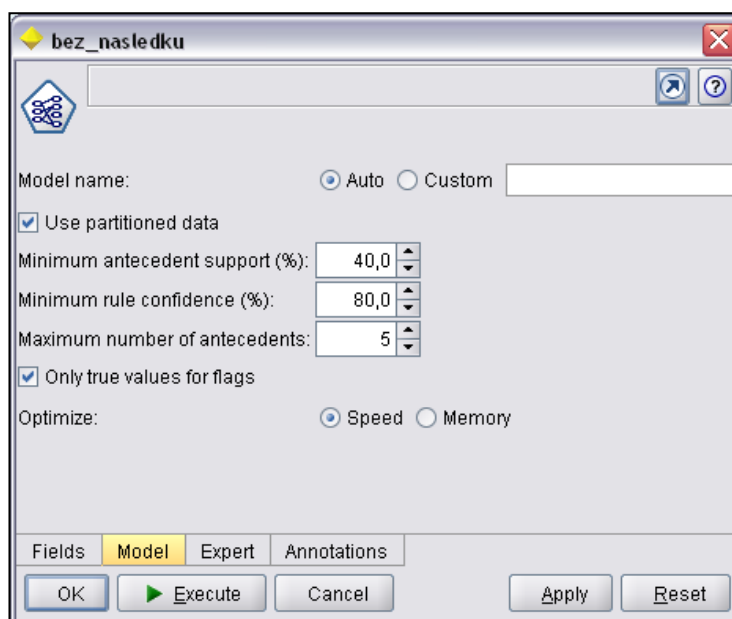 bez_nasledku
Model name: Auto Custom
Use partitioned data
Minimum antecedent support (%): 40,0
Minimum rule confidence (%): 80,0
Maximum number of antecedents: 5
Only true values for flags
Optimize: Speed Memory
Fields Model Expert Annotations
OK Execute Cancel Apply Reset